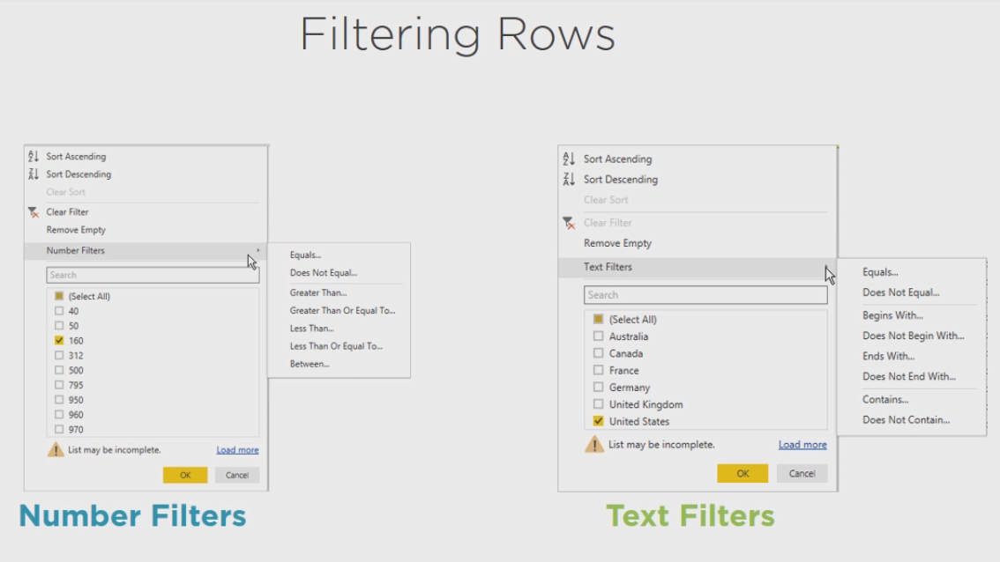 Filtering Rows
Sort Ascending
Sort Descending
Clear Sort
Clear Filter
Remove Empty
Number Filters
Search
(Select All)
40
50
160
312
500
795
950
960
970
List may be incomplete.
Load more
OK
Cancel
Equals...
Does Not Equal...
Greater Than...
Greater Than Or Equal To...
Less Than...
Less Than Or Equal To...
Between...
Number Filters
Sort Ascending
Sort Descending
Clear Sort
Clear Filter
Remove Empty
Text Filters
Search
(Select All)
Australia
Canada
France
Germany
United Kingdom
United States
List may be incomplete.
Load more
OK
Cancel
Equals...
Does Not Equal...
Begins With...
Does Not Begin With...
Ends With...
Does Not End With...
Contains...
Does Not Contain...
Text Filters